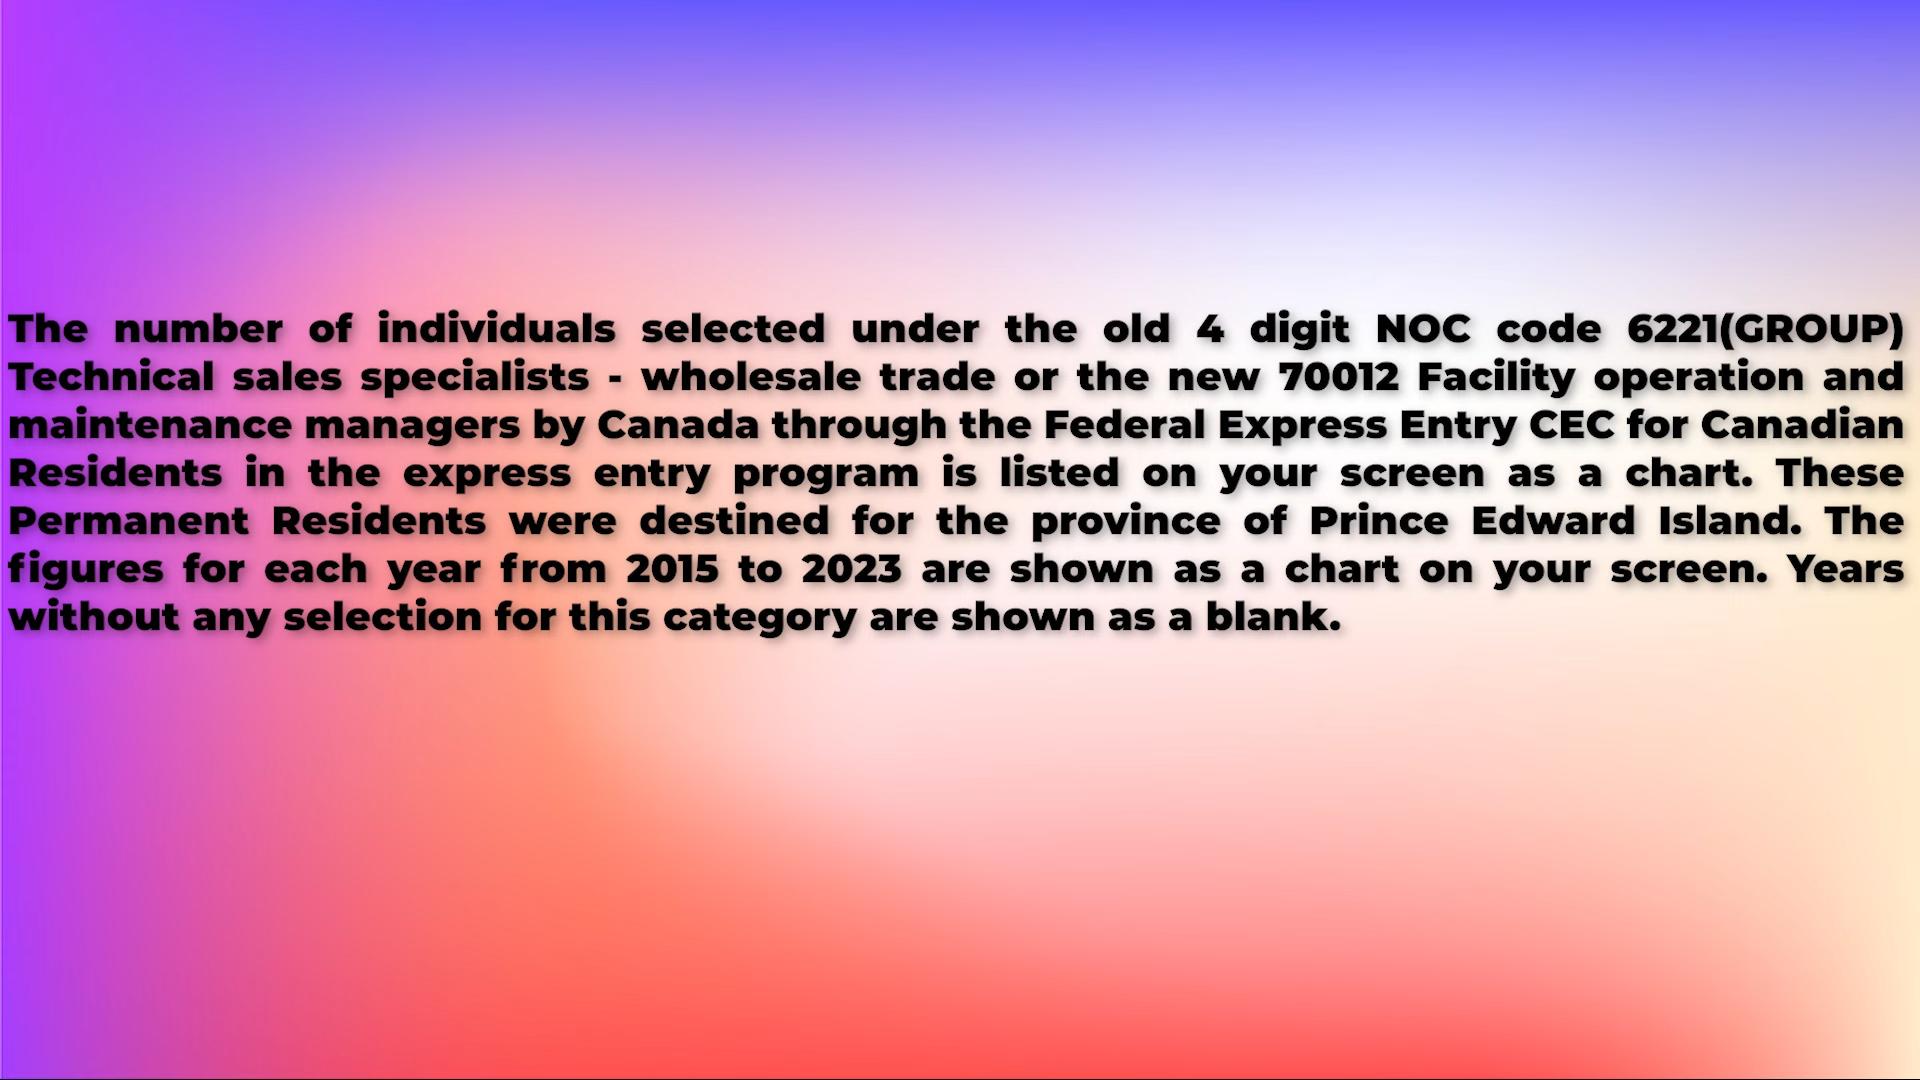 The number of individuals selected under the old 4 digit NOC code 6221(GROUP)
Technical sales specialists - wholesale trade or the new 70012 Facility operation and
maintenance managers by Canada through the Federal Express Entry CEC for Canadian
Residents in the express entry program is listed on your screen as a chart. These
Permanent Residents were destined for the province of Prince Edward Island. The
figures for each year from 2015 to 2023 are shown as a chart on your screen. Years
without any selection for this category are shown as a blank.